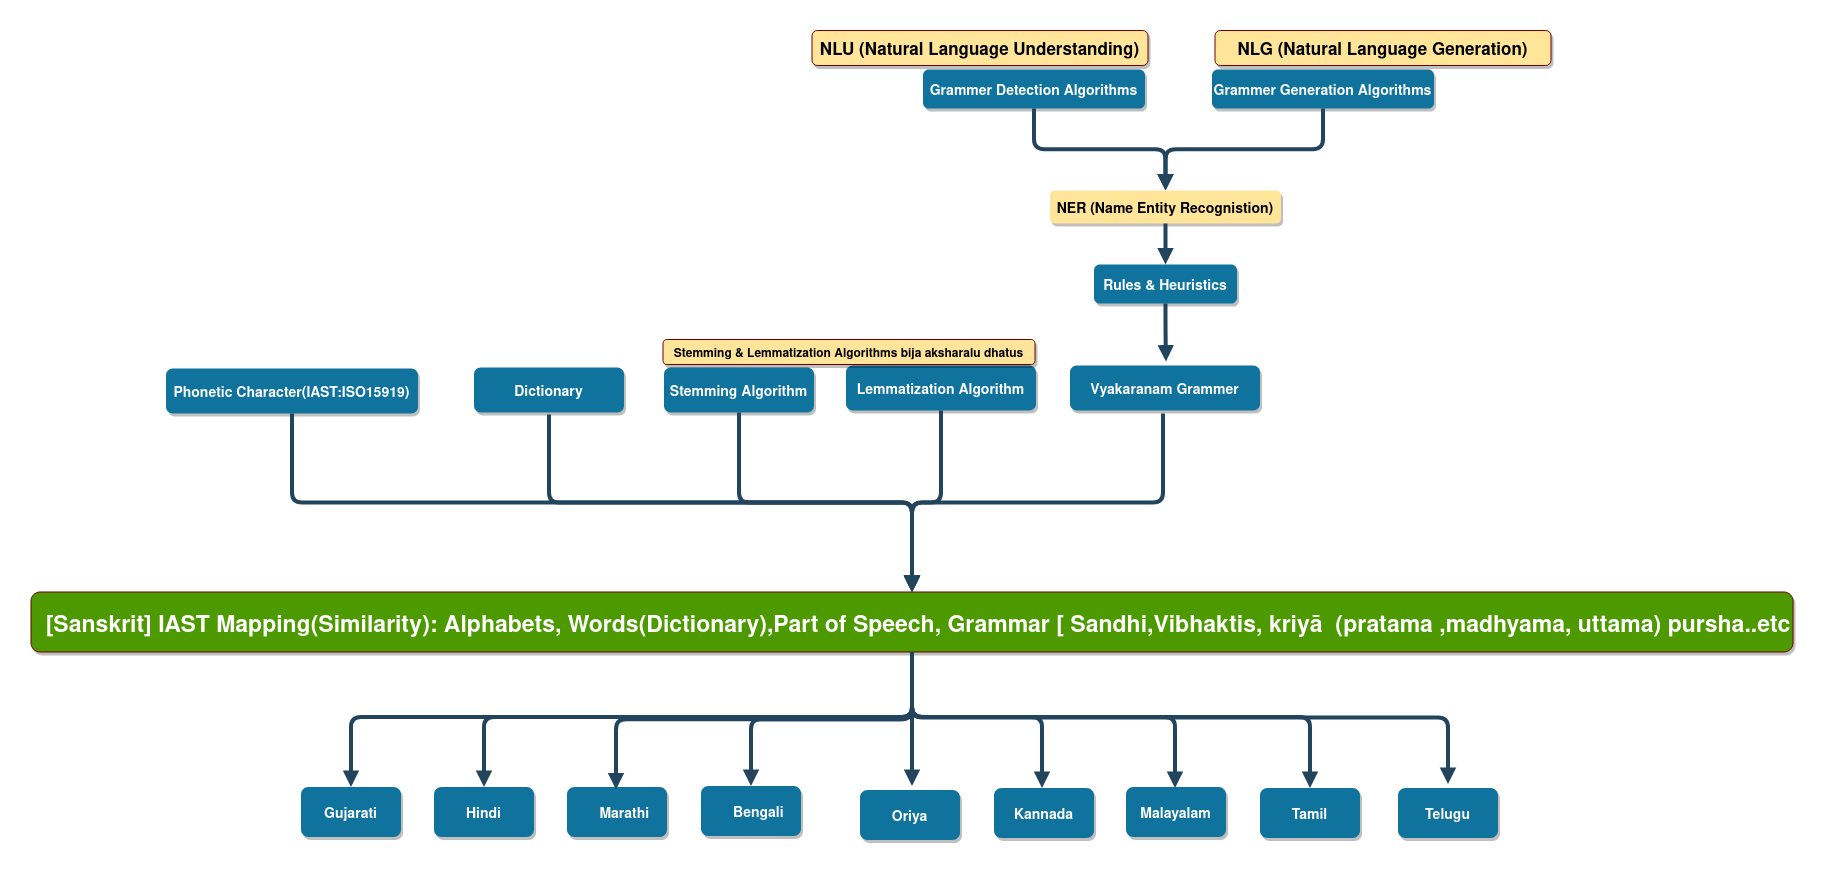 NLU (Natural Language Understanding)
NLG (Natural Language Generation)
Grammer Detection Algorithms
Grammer Generation Algorithms
NER (Name Entity Recognistion)
Rules & Heuristics
Stemming & Lemmatization Algorithms bija aksharalu dhatus
Phonetic Character(IAST:ISO15919)
Dictionary
Stemming Algorithm
Lemmatization Algorithm
Vyakaranam Grammer
[Sanskrit] IAST Mapping(Similarity): Alphabets, Words(Dictionary),Part of Speech, Grammar [ Sandhi,Vibhaktis, kriyā  (pratama ,madhyama, uttama) pursha..etc
Gujarati
Hindi
Marathi
Bengali
Oriya
Kannada
Malayalam
Tamil
Telugu